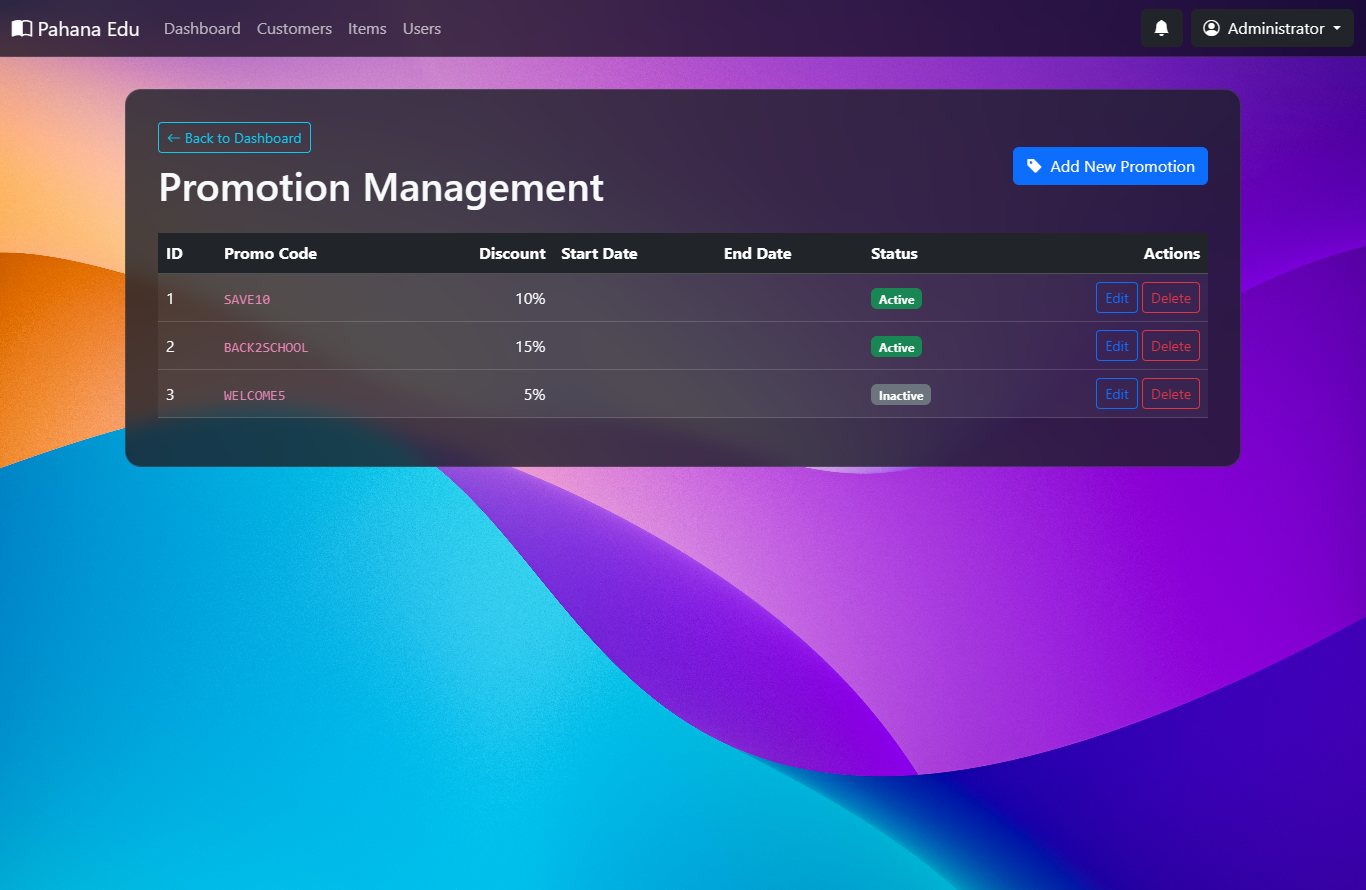 Pahana Edu Dashboard Customers Items Users Administrator
← Back to Dashboard
Promotion Management
Add New Promotion
ID Promo Code Discount Start Date End Date Status Actions
1 SAVE10 10% Active Edit Delete
2 BACK2SCHOOL 15% Active Edit Delete
3 WELCOME5 5% Inactive Edit Delete